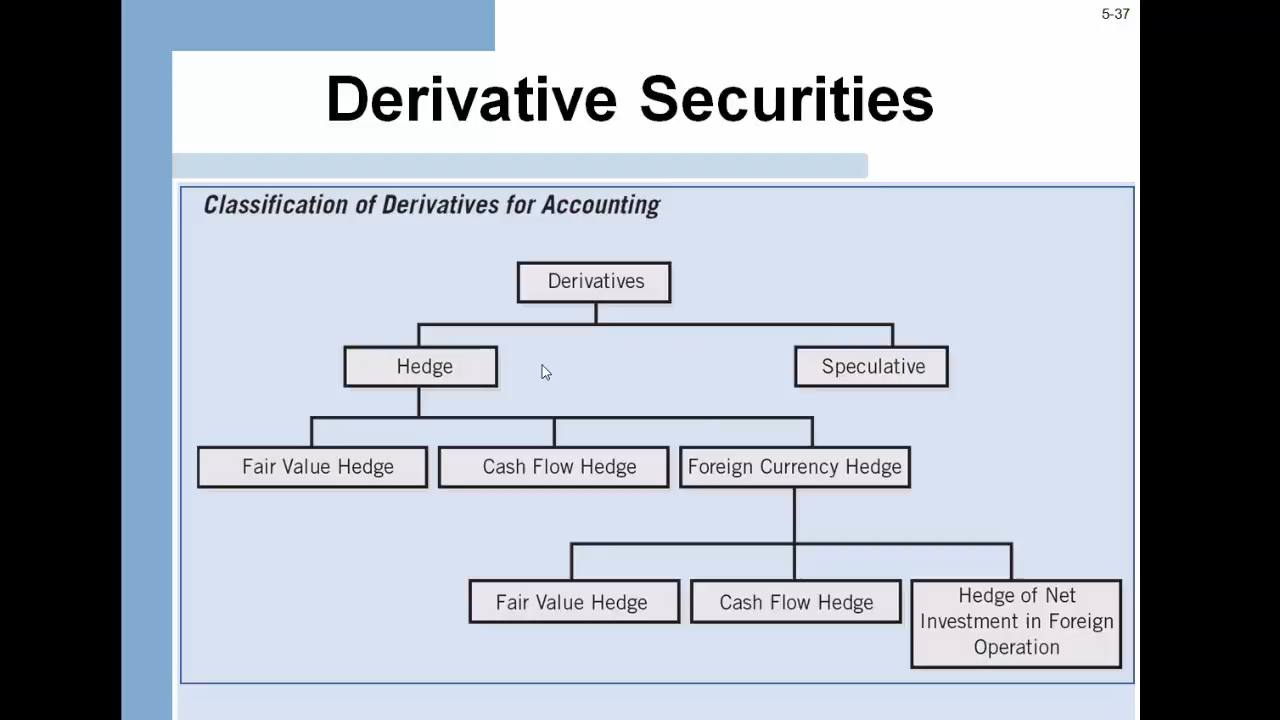 5-37
Derivative Securities
Classification of Derivatives for Accounting
Derivatives
Hedge
Speculative
Fair Value Hedge
Cash Flow Hedge
Foreign Currency Hedge
Fair Value Hedge
Cash Flow Hedge
Hedge of Net
Investment in Foreign
Operation